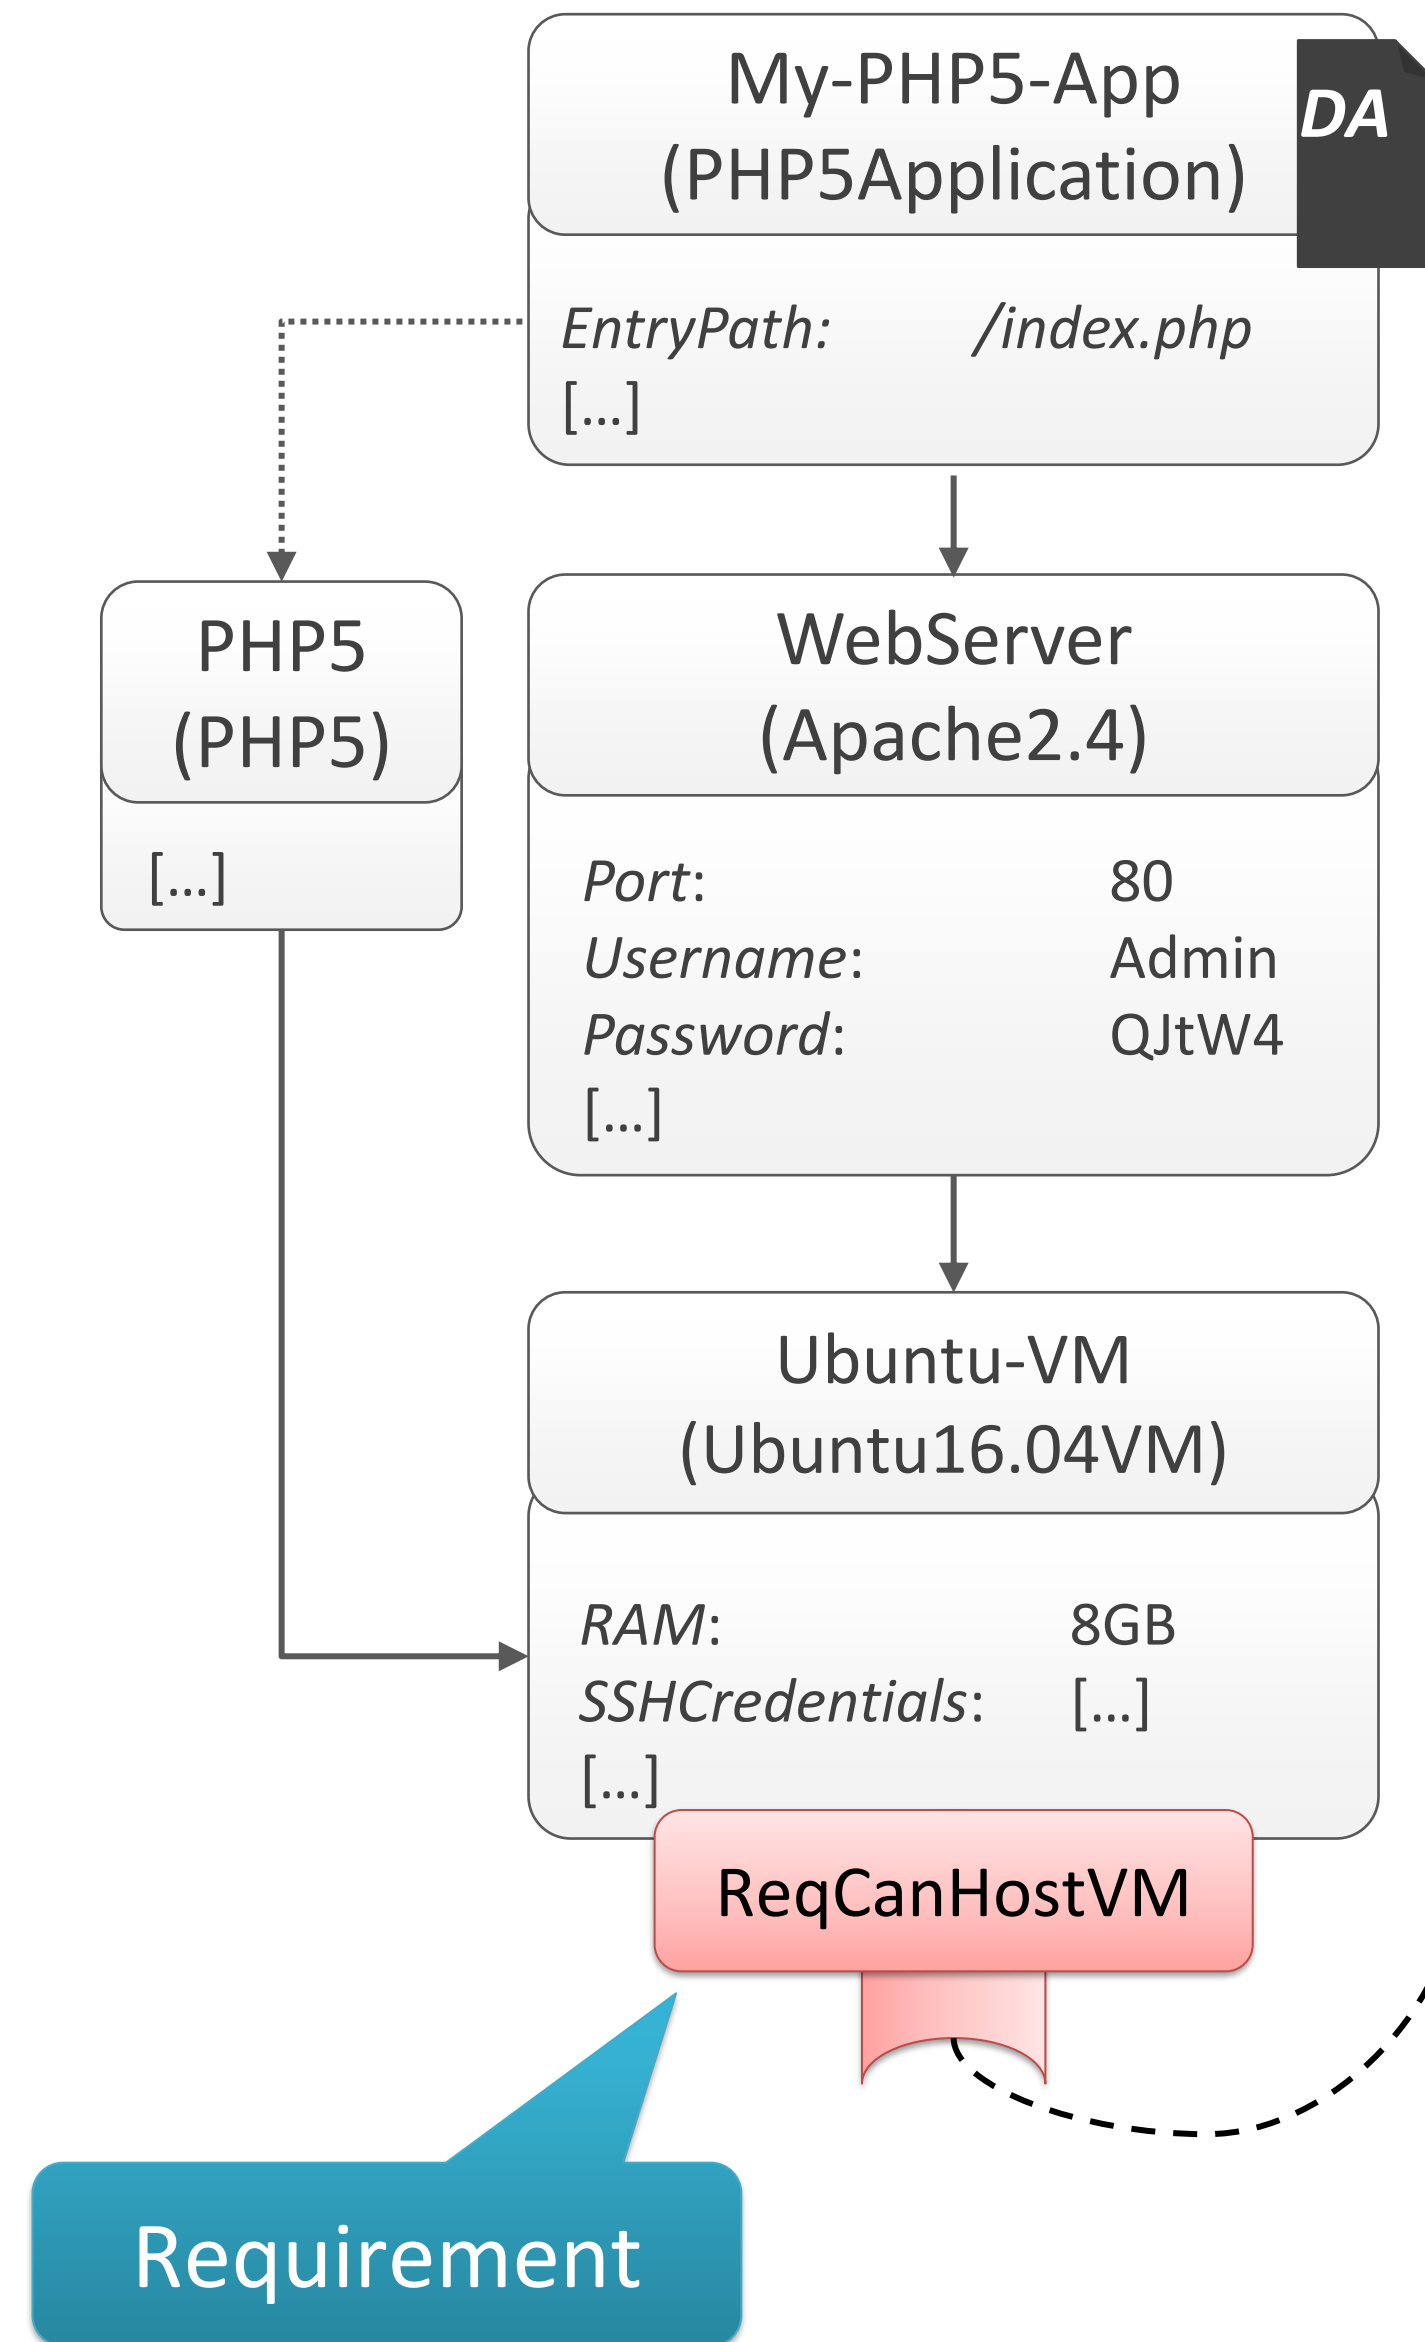 My-PHP5-App
(PHP5Application)
DA
EntryPath: /index.php
[...]
PHP5
(PHP5)
[...]
WebServer
(Apache2.4)
Port: 80
Username: Admin
Password: QJtW4
[...]
Ubuntu-VM
(Ubuntu16.04VM)
RAM: 8GB
SSHCredentials: [...]
[...]
ReqCanHostVM
Requirement